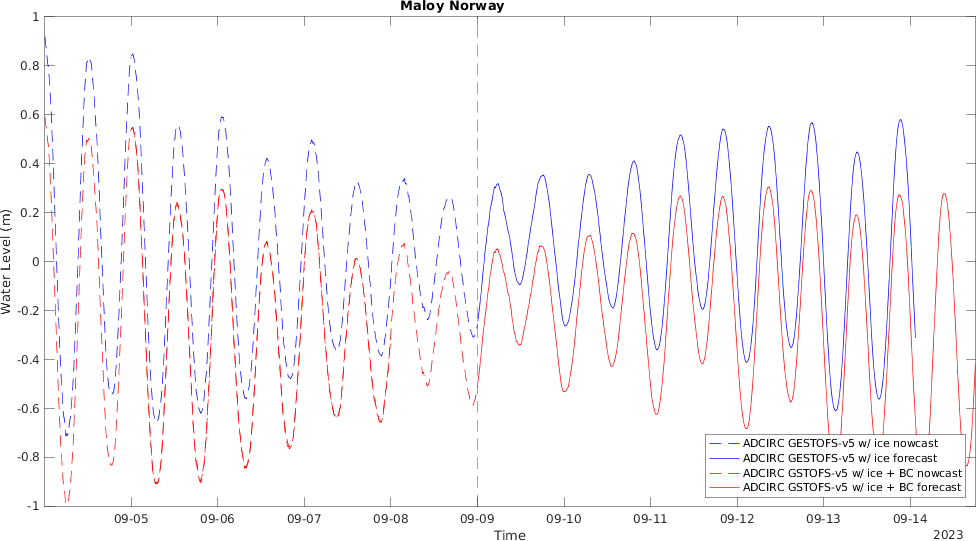 Maloy Norway
1
0.8
0.6
0.4
0.2
0
-0.2
-0.4
-0.6
-0.8
-1
Water Level (m)
ADCIRC GESTOFS-v5 w/ ice nowcast
ADCIRC GESTOFS-v5 w/ ice forecast
ADCIRC GSTOFS-v5 w/ ice + BC nowcast
ADCIRC GSTOFS-v5 w/ ice + BC forecast
09-05 09-06 09-07 09-08 09-09 09-10 09-11 09-12 09-13 09-14
Time
2023